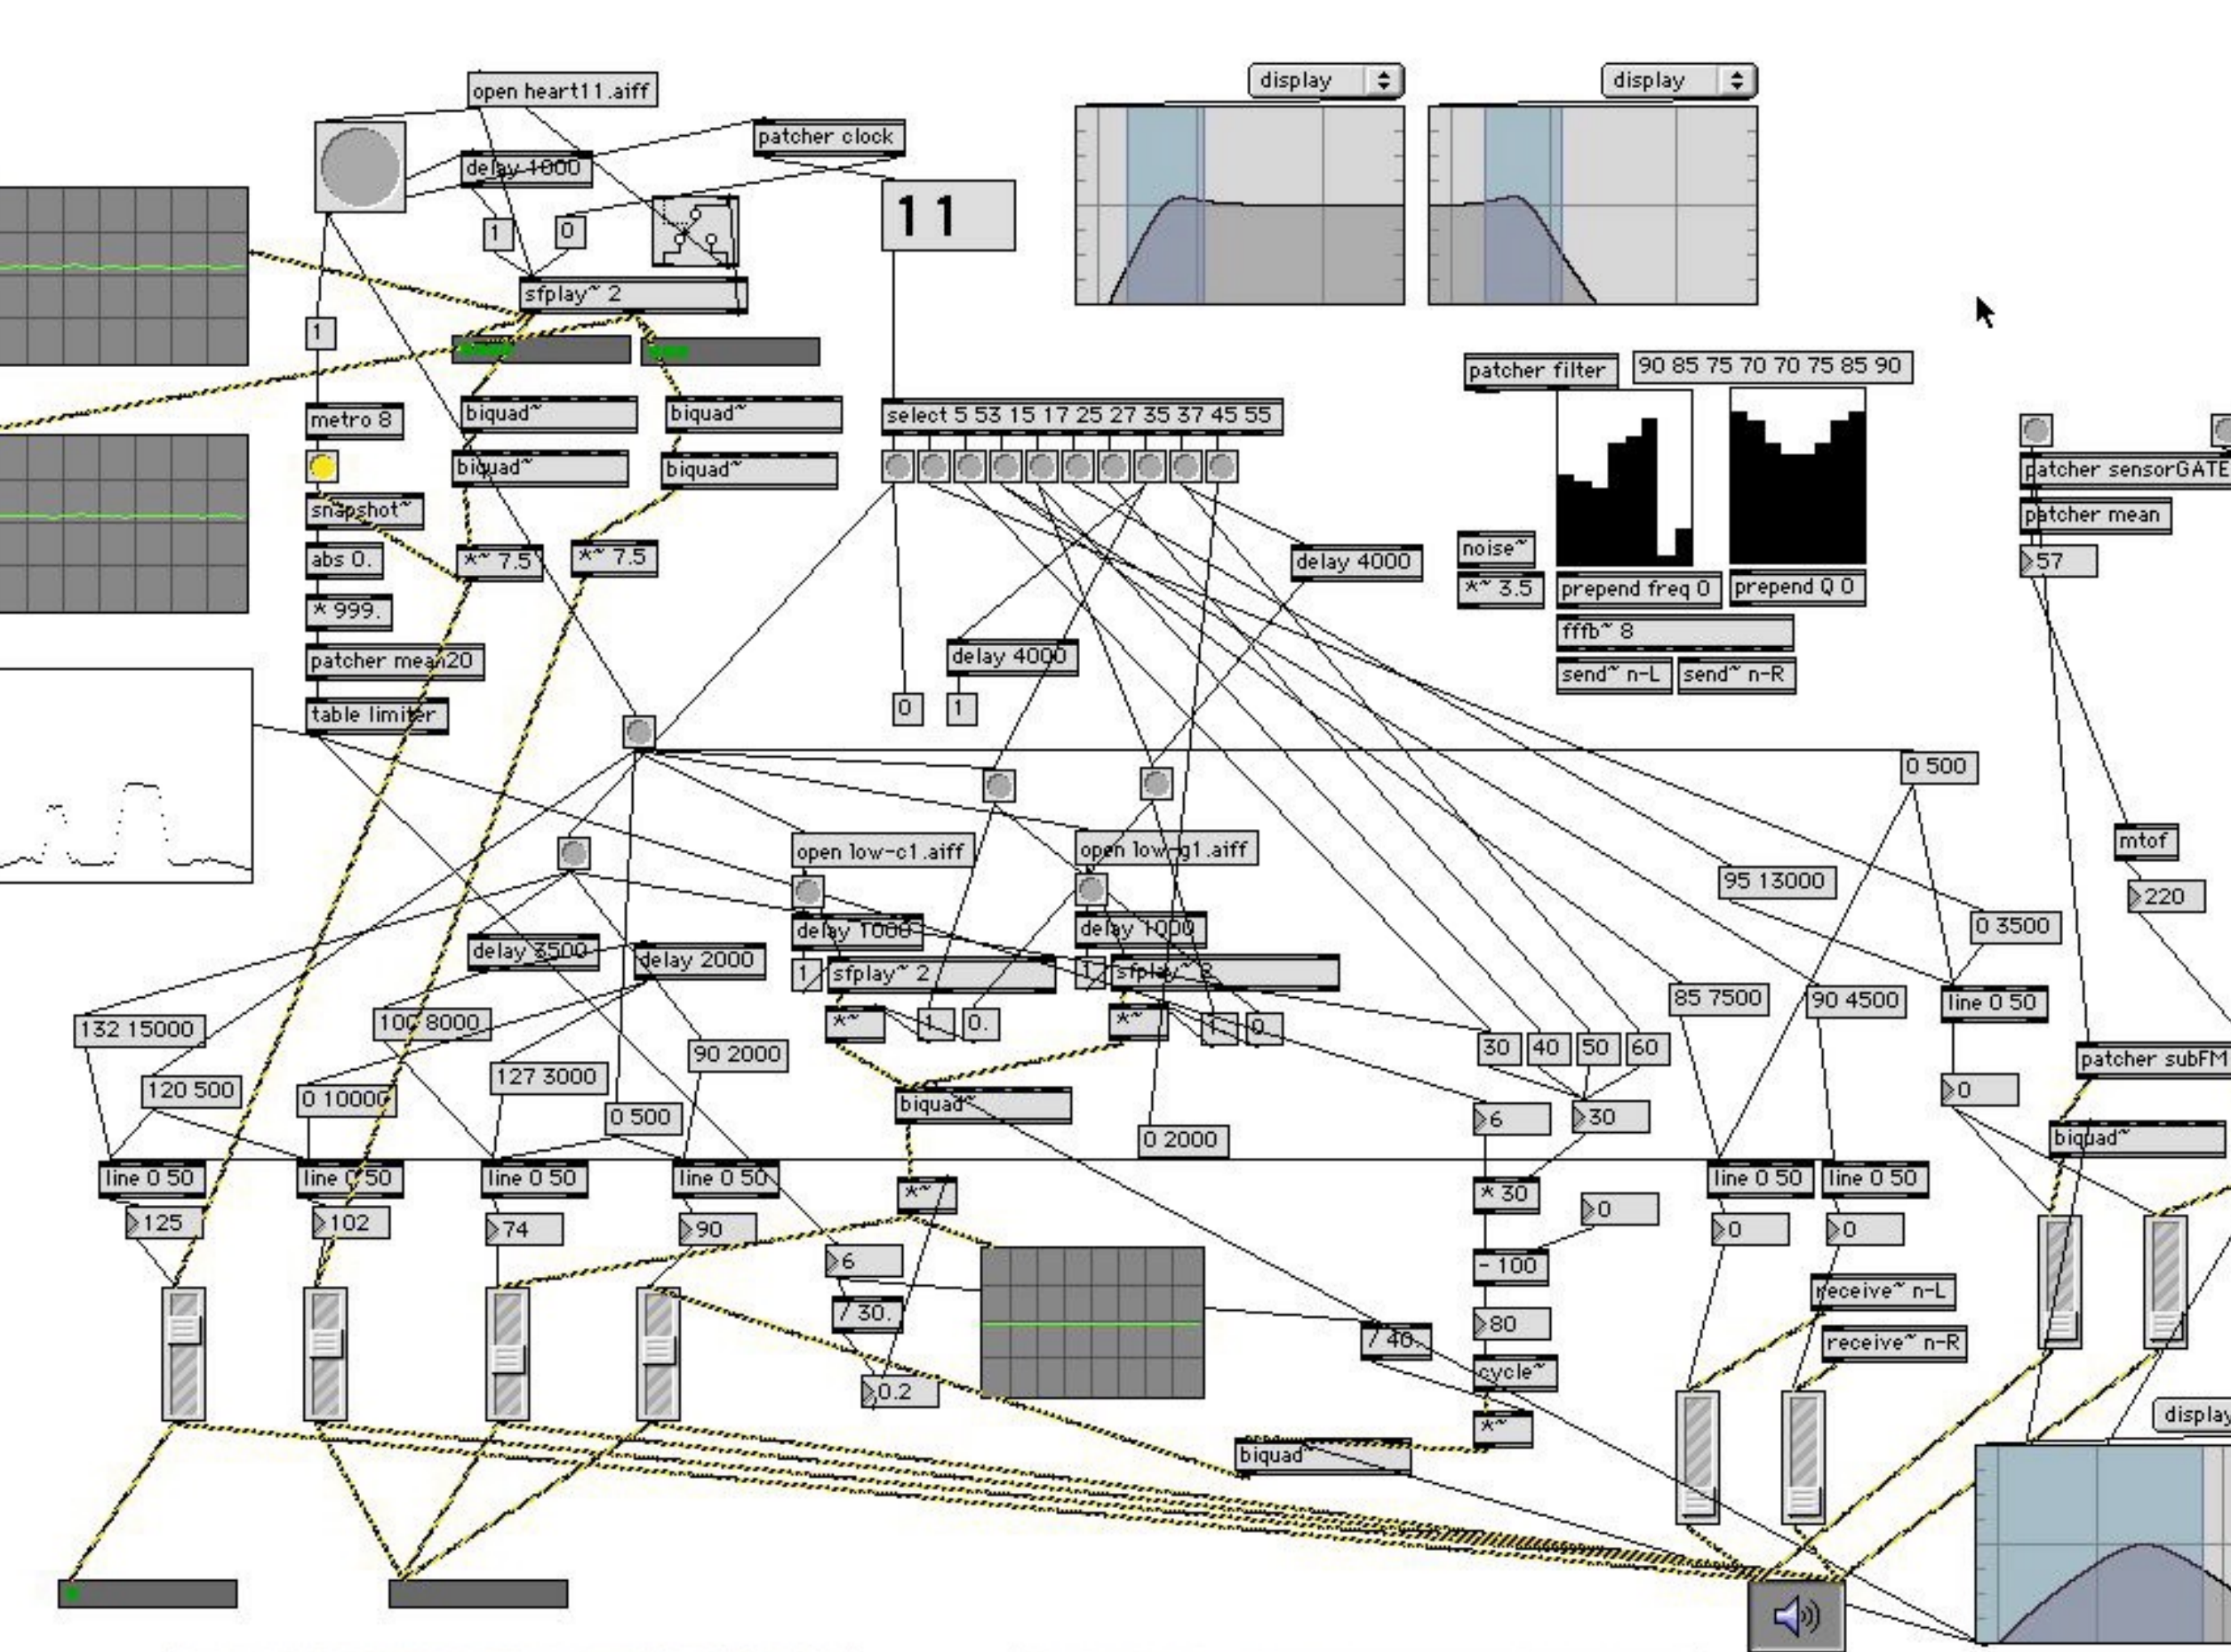 open heart11.aiff
display
display
patcher clock
delay 1000
11
1
0
sfplay~ 2
1
patcher filter
90 85 75 70 70 75 85 90
metro 8
biquad~
biquad~
select 5 53 15 17 25 27 35 37 45 55
biquad~
biquad~
patcher sensorGATE
snapshot~
patcher mean
abs 0.
*~ 7.5
*~ 7.5
delay 4000
noise~
57
*~ 3.5
prepend freq 0
prepend Q 0
* 999.
fffb~ 8
patcher mean20
delay 4000
send~ n-L
send~ n-R
table limiter
0
1
0 500
open low-c1.aiff
open low-g1.aiff
mtof
95 13000
220
delay 1000
delay 1000
0 3500
delay 3500
delay 2000
1
sfplay~ 2
1
sfplay~ 2
85 7500
90 4500
line 0 50
132 15000
100 8000
*~
1.
0.
*~
1.
0.
30
40
50
60
90 2000
patcher subFM
120 500
0 10000
127 3000
0 500
biquad~
6
30
0
0 2000
biquad~
line 0 50
line 0 50
line 0 50
line 0 50
*~
* 30
line 0 50
line 0 50
125
102
74
90
0
0
0
6
- 100
receive~ n-L
/ 30.
/ 40.
80
receive~ n-R
0.2
cycle~
*~
display
biquad~